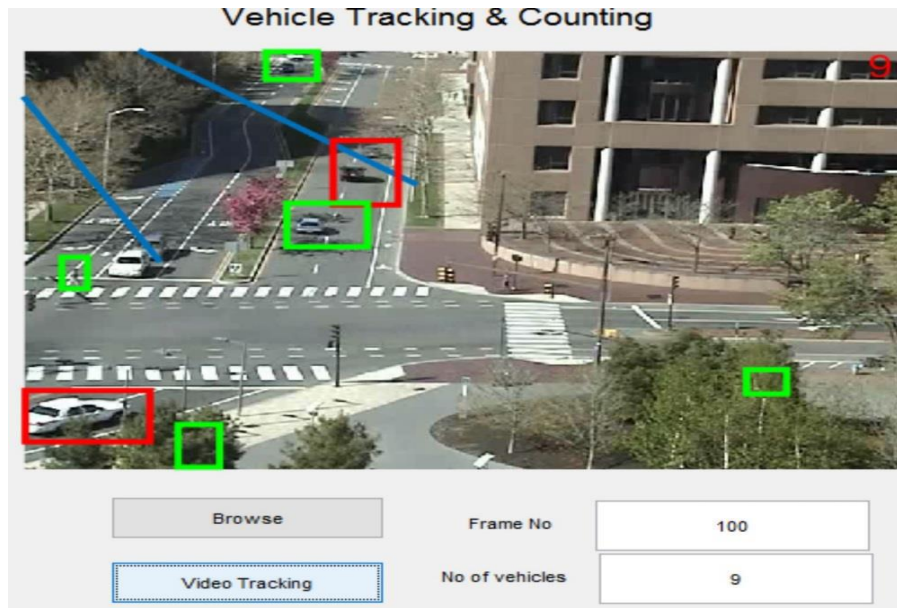 Vehicle Tracking & Counting
9
Browse
Frame No
100
Video Tracking
No of vehicles
9